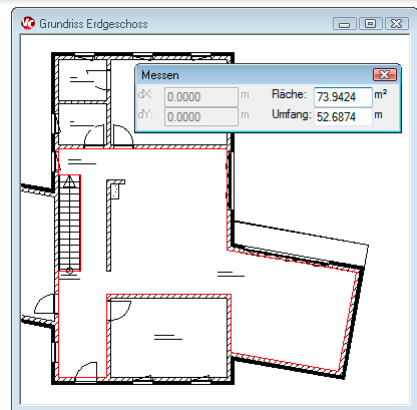 Grundriss Erdgeschoss
Messen
dX: 0.0000 m Fläche: 73.9424 m²
dY: 0.0000 m Umfang: 52.6874 m